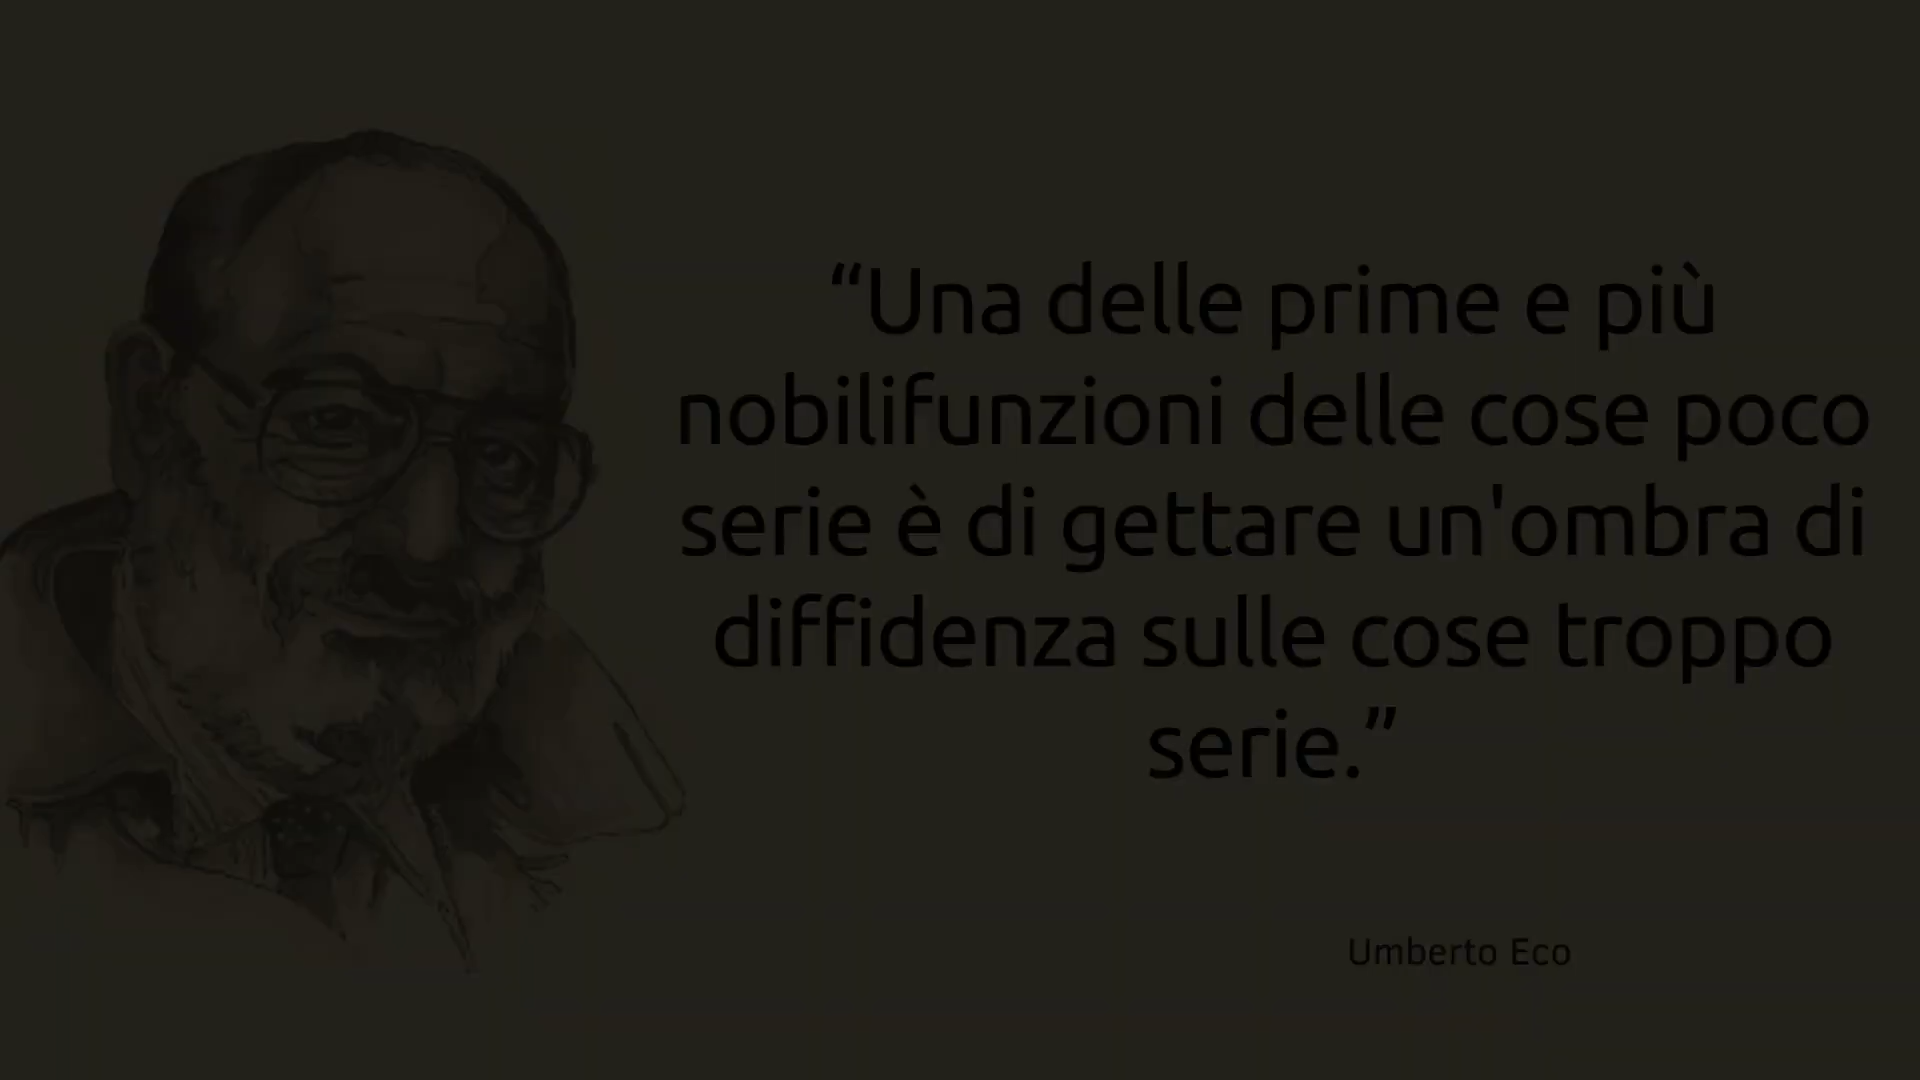 “Una delle prime e più
nobilifunzioni delle cose poco
serie è di gettare un'ombra di
diffidenza sulle cose troppo
serie.”
Umberto Eco